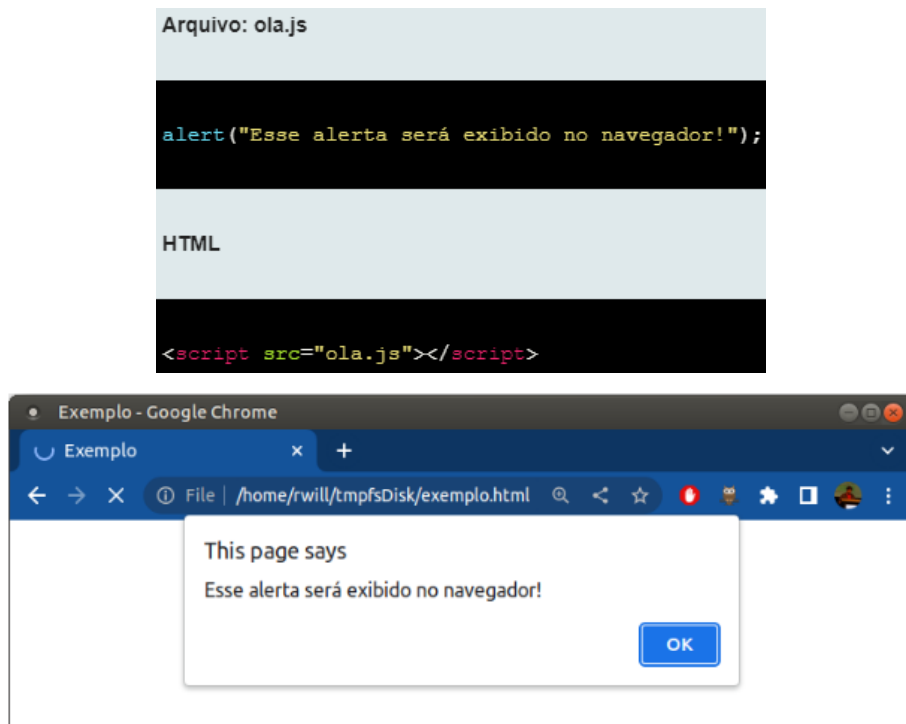 Arquivo: ola.js
alert("Esse alerta será exibido no navegador!");
HTML
<script src="ola.js"></script>
Exemplo - Google Chrome
Exemplo
File | /home/rwill/tmpfsDisk/exemplo.html
This page says
Esse alerta será exibido no navegador!
OK